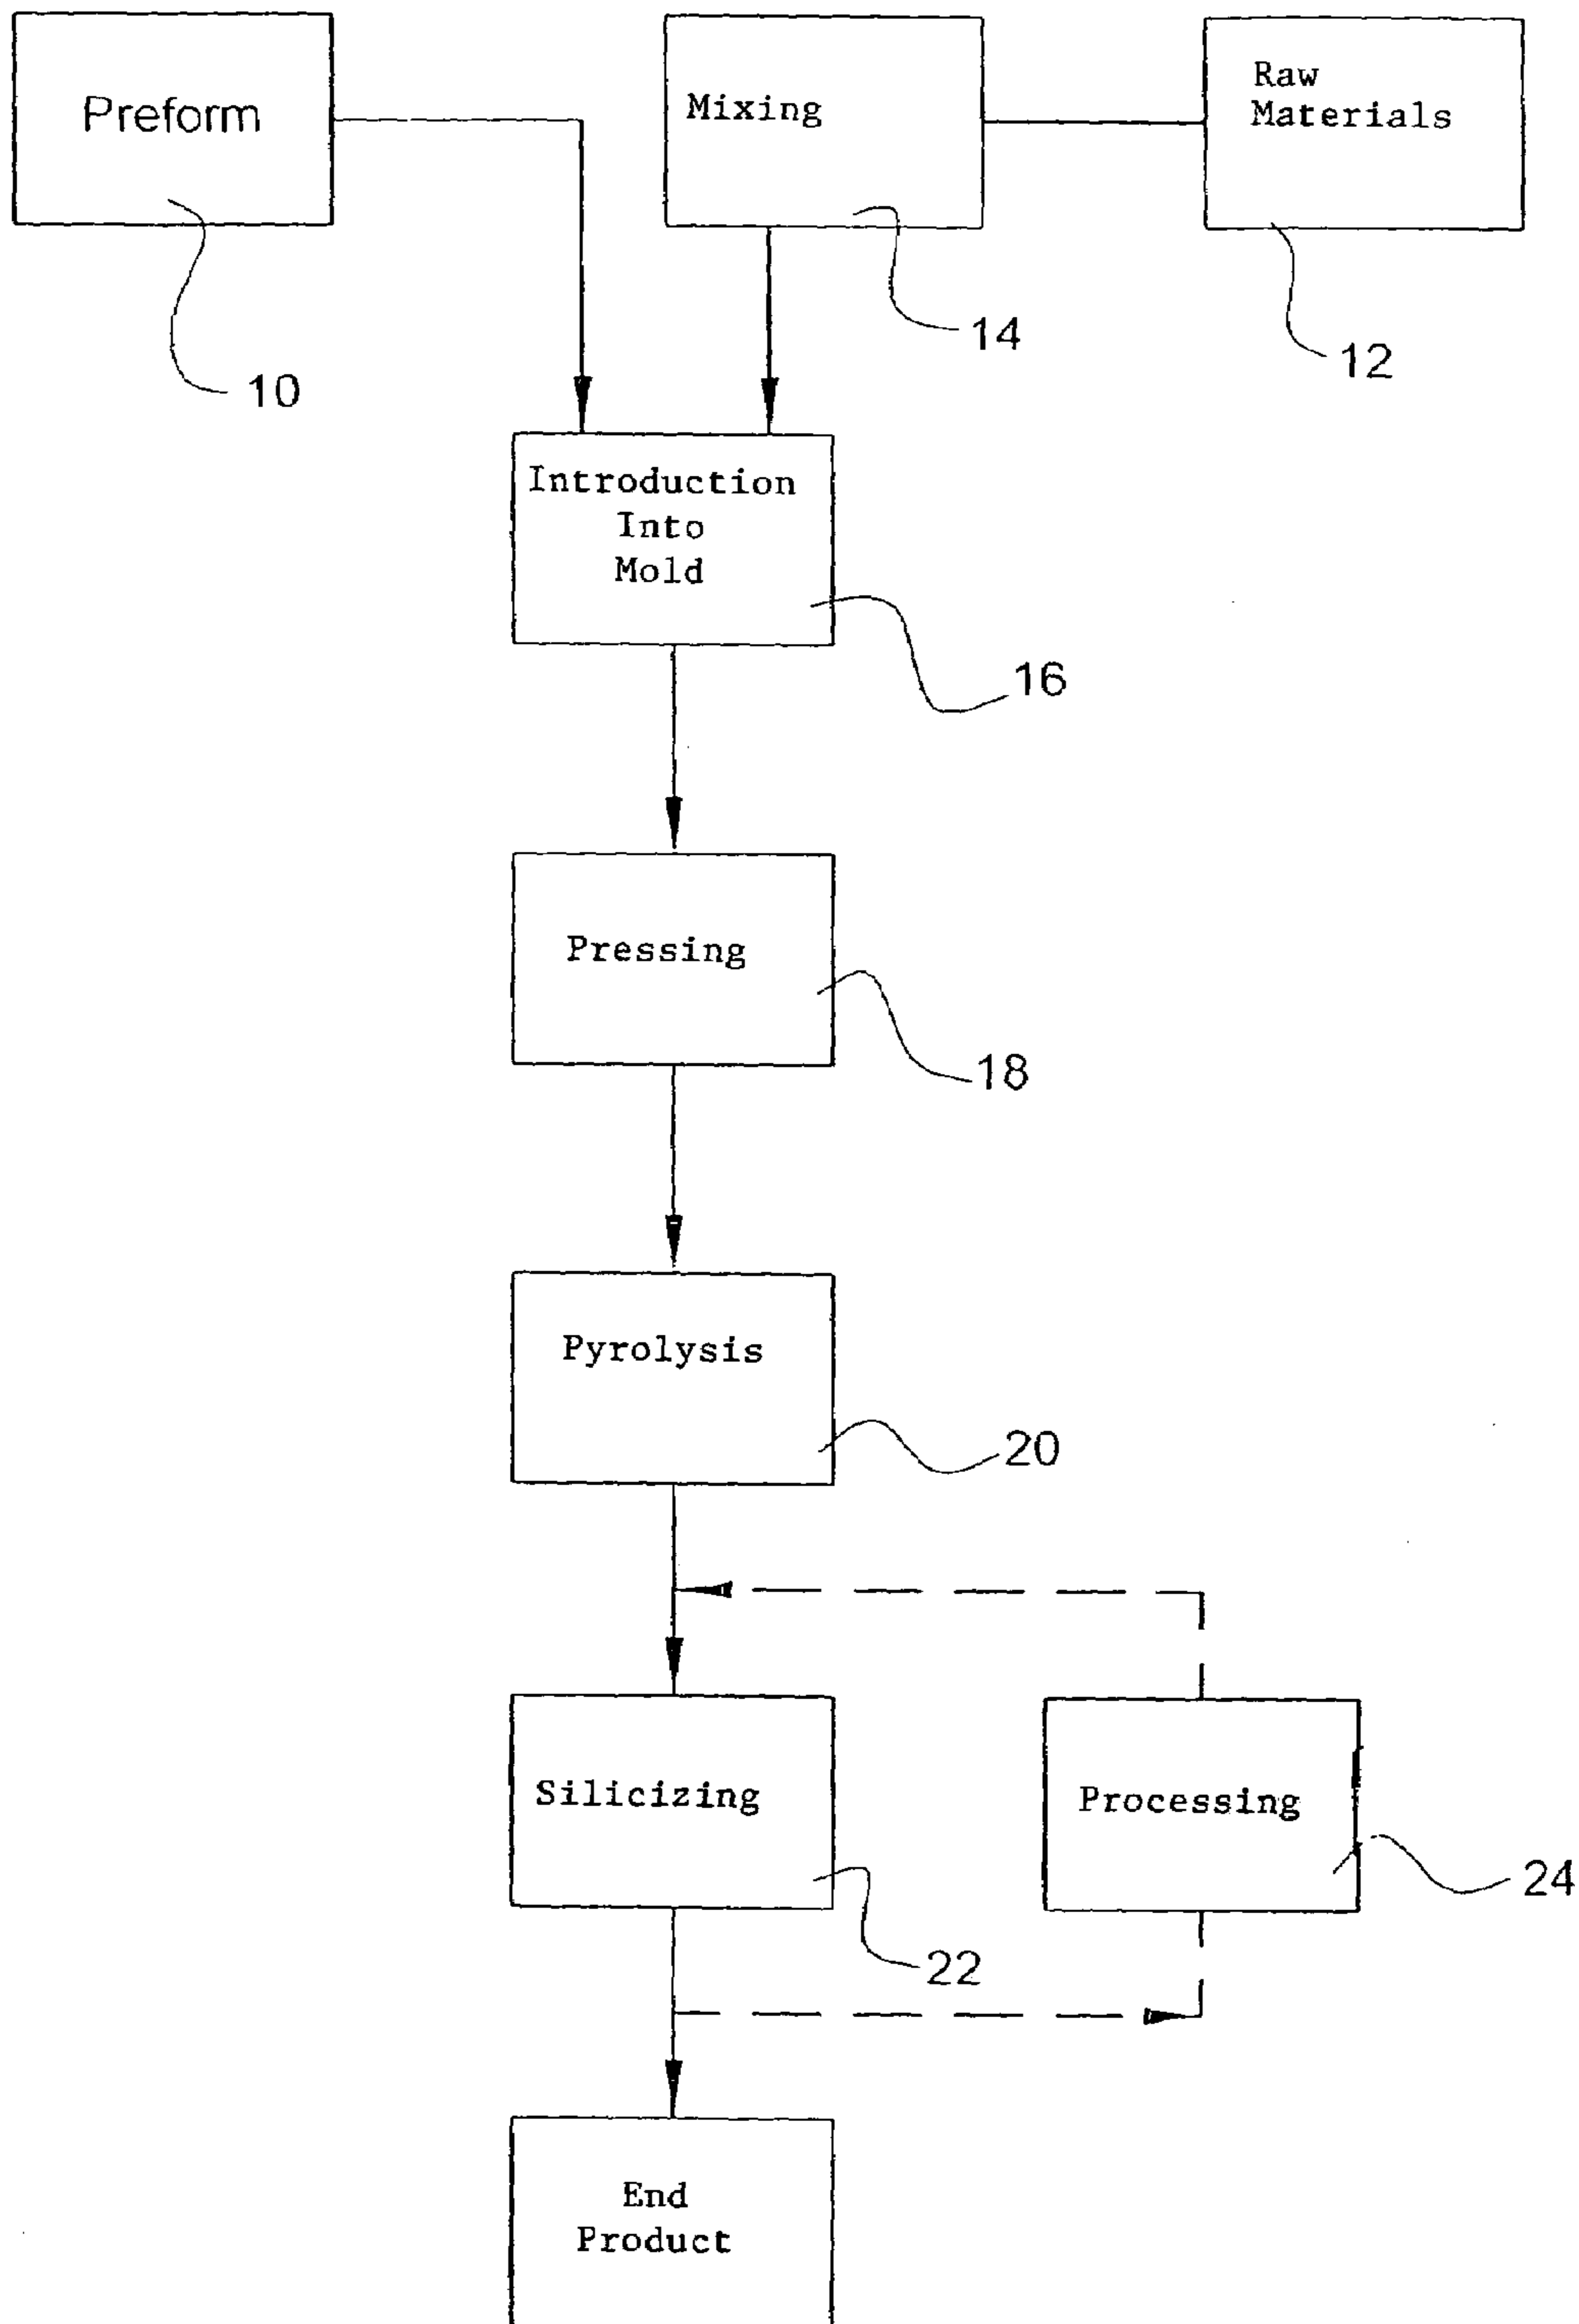 Preform
Mixing
Raw
Materials
10
14
12
Introduction
Into
Mold
16
Pressing
18
Pyrolysis
20
Silicizing
22
Processing
24
End
Product